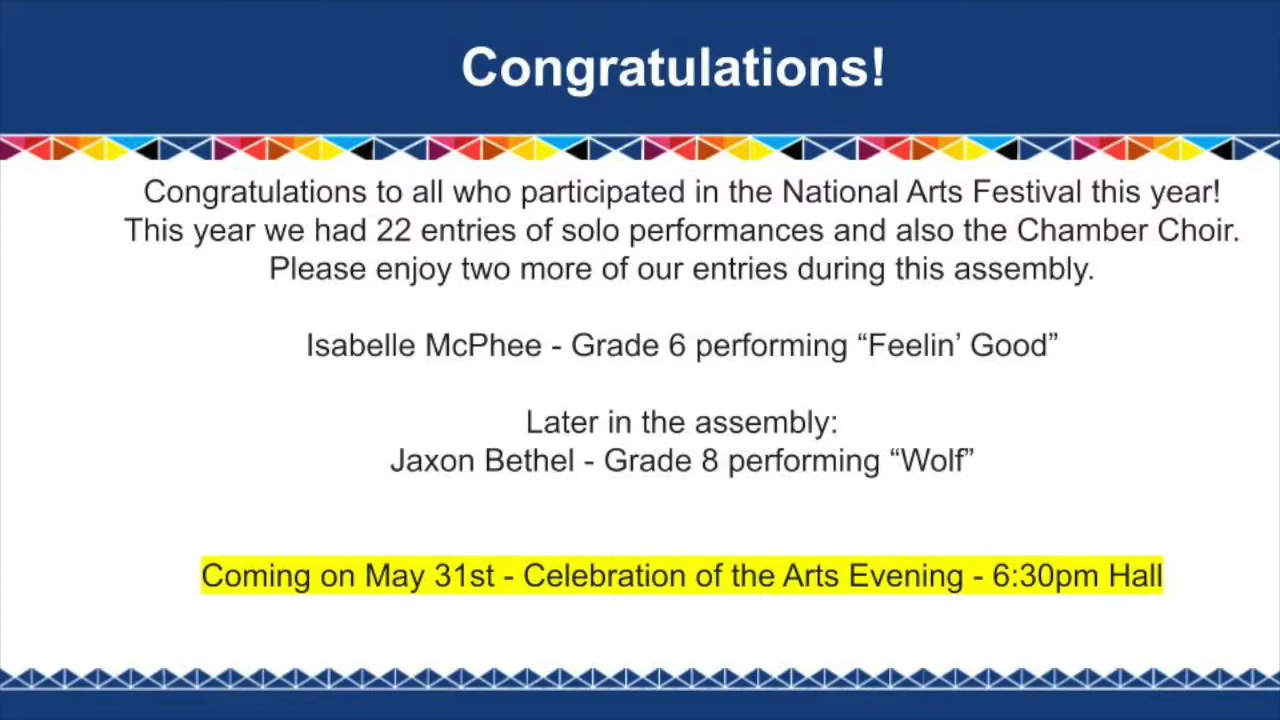 Congratulations!
Congratulations to all who participated in the National Arts Festival this year!
This year we had 22 entries of solo performances and also the Chamber Choir.
Please enjoy two more of our entries during this assembly.
Isabelle McPhee - Grade 6 performing “Feelin’ Good”
Later in the assembly:
Jaxon Bethel - Grade 8 performing “Wolf”
Coming on May 31st - Celebration of the Arts Evening - 6:30pm Hall